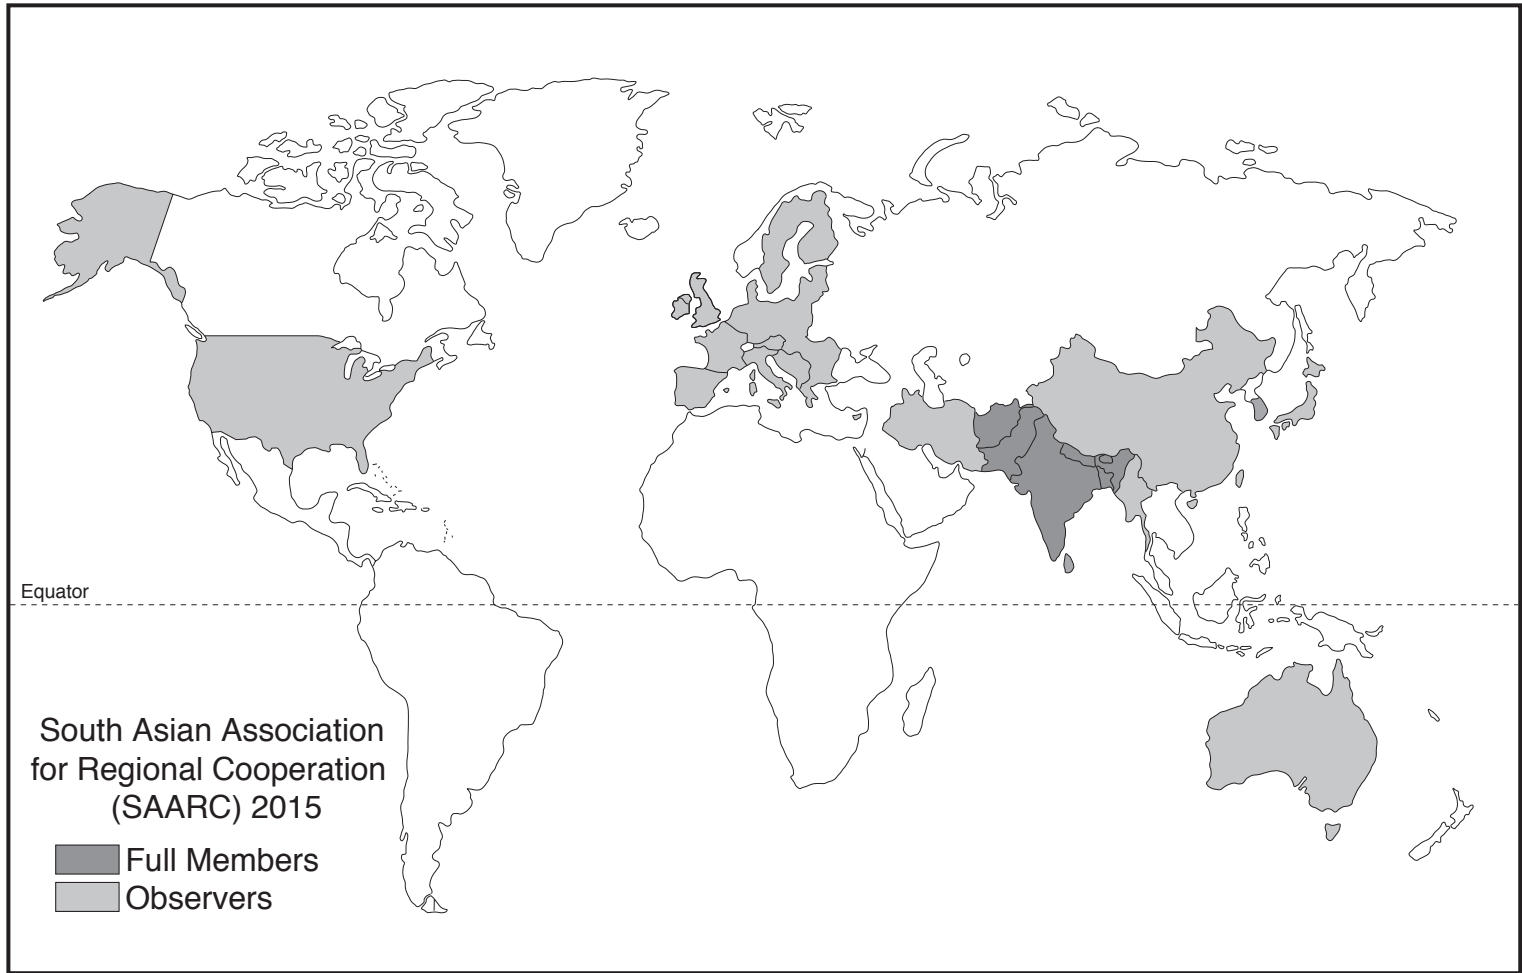 Equator
South Asian Association
for Regional Cooperation
(SAARC) 2015
Full Members
Observers